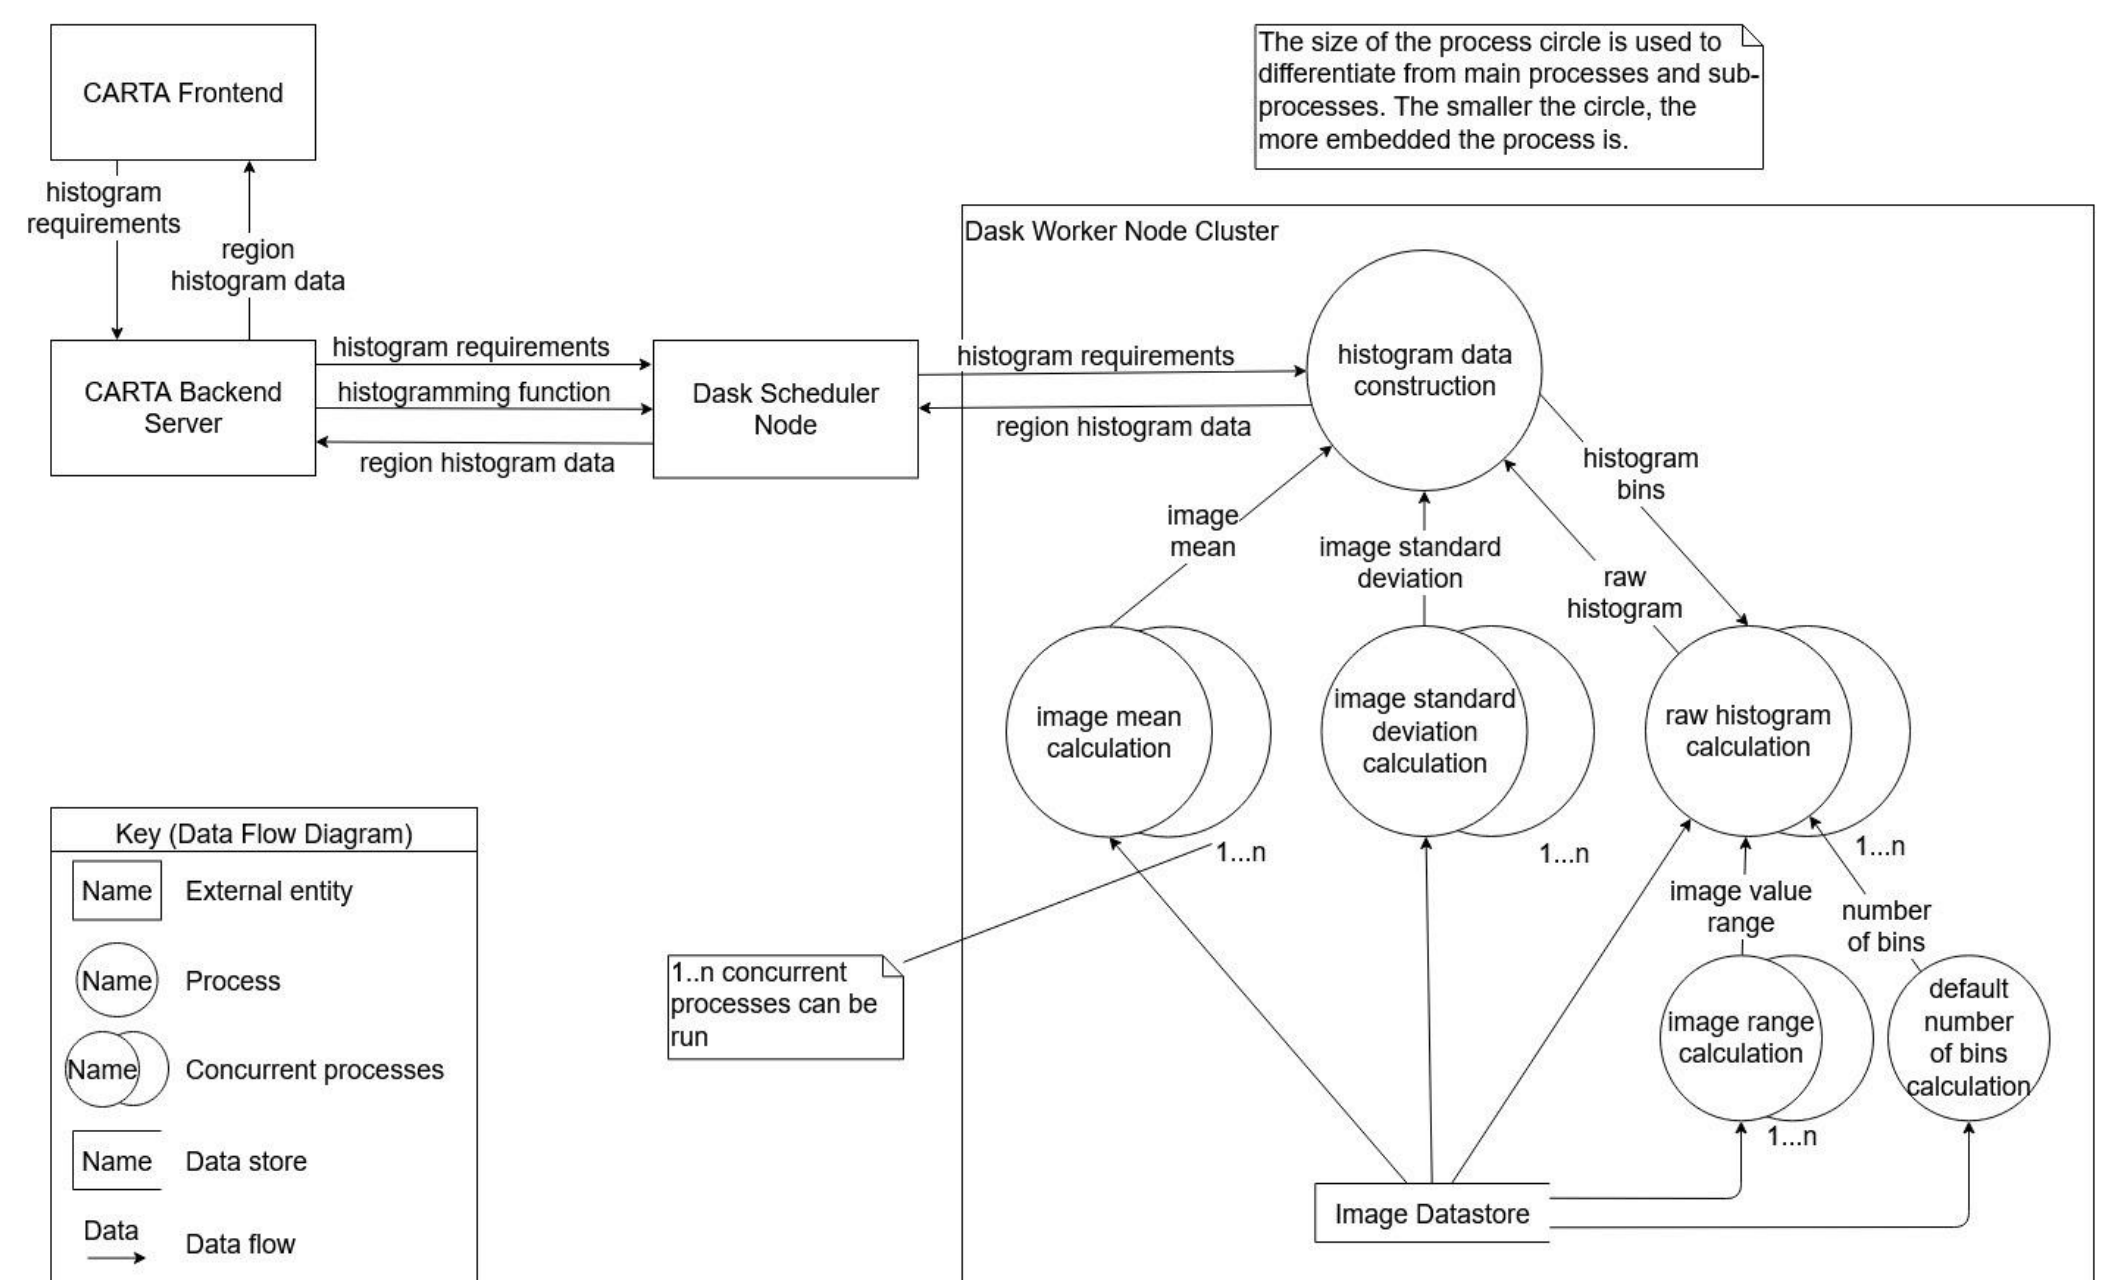 CARTA Frontend
The size of the process circle is used to
differentiate from main processes and sub-
processes. The smaller the circle, the
more embedded the process is.
histogram
requirements
region
histogram data
Dask Worker Node Cluster
CARTA Backend
Server
histogram requirements
histogramming function
region histogram data
Dask Scheduler
Node
histogram requirements
region histogram data
histogram data
construction
histogram
bins
image
mean
image standard
deviation
raw
histogram
image mean
calculation
1...n
image standard
deviation
calculation
1...n
raw histogram
calculation
1...n
image value
range
number
of bins
1..n concurrent
processes can be
run
image range
calculation
1...n
default
number
of bins
calculation
Image Datastore
Key (Data Flow Diagram)
Name
External entity
Name
Process
Name
Concurrent processes
Name
Data store
Data
Data flow